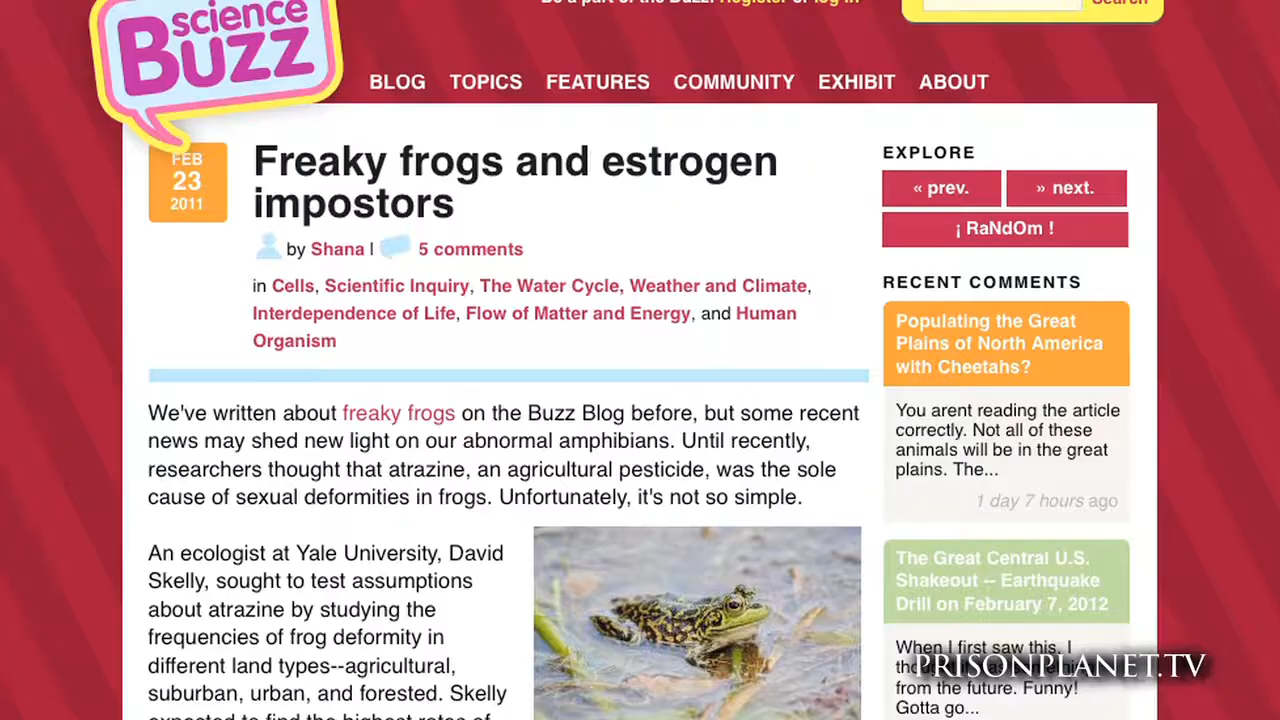 Be a part of the Buzz! Register or log in
Search
science
Buzz
BLOG TOPICS FEATURES COMMUNITY EXHIBIT ABOUT
FEB
23
2011
Freaky frogs and estrogen
impostors
by Shana | 5 comments
in Cells, Scientific Inquiry, The Water Cycle, Weather and Climate,
Interdependence of Life, Flow of Matter and Energy, and Human
Organism
We've written about freaky frogs on the Buzz Blog before, but some recent
news may shed new light on our abnormal amphibians. Until recently,
researchers thought that atrazine, an agricultural pesticide, was the sole
cause of sexual deformities in frogs. Unfortunately, it's not so simple.
An ecologist at Yale University, David
Skelly, sought to test assumptions
about atrazine by studying the
frequencies of frog deformity in
different land types--agricultural,
suburban, urban, and forested. Skelly
expected to find the highest rates of
EXPLORE
« prev.
» next.
¡ RaNdOm !
RECENT COMMENTS
Populating the Great
Plains of North America
with Cheetahs?
You arent reading the article
correctly. Not all of these
animals will be in the great
plains. The...
1 day 7 hours ago
The Great Central U.S.
Shakeout -- Earthquake
Drill on February 7, 2012
When I first saw this, I
from the future. Funny!
Gotta go...
PRISONPLANET.TV